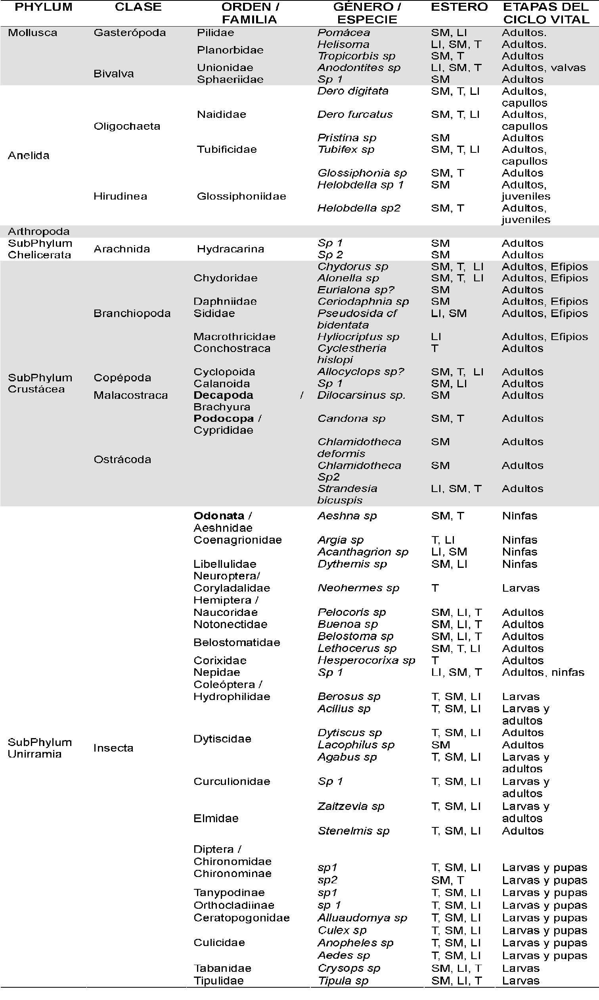 PHYLUM CLASE ORDEN / GÉNERO / ESTERO ETAPAS DEL
FAMILIA ESPECIE CICLO VITAL
Mollusca Gasterópoda Pilidae Pomácea SM, LI Adultos.
Helisoma LI, SM, T Adultos.
Planorbidae
Tropicorbis sp SM, T Adultos
Unionidae Anodontites sp LI, SM, T Adultos, valvas
Bivalva
Sphaeriidae Sp 1 SM Adultos
Dero digitata SM, T, LI Adultos,
capullos
Naididae Dero furcatus SM, T, LI Adultos,
Oligochaeta capullos
Pristina sp SM Adultos
Tubificidae Tubifex sp SM, T, LI Adultos,
Anelida capullos
Glossiphonia sp SM, T Adultos
Helobdella sp 1 SM Adultos,
Hirudinea Glossiphoniidae juveniles
Helobdella sp2 SM, T Adultos,
juveniles
Arthropoda
SubPhylum Sp 1 SM Adultos
Arachnida Hydracarina
Chelicerata Sp 2 SM Adultos
Chydorus sp SM, T, LI Adultos, Efipios
Chydoridae Alonella sp SM, T, LI Adultos, Efipios
Eurialona sp? SM Adultos
Daphniidae Ceriodaphnia sp SM Adultos, Efipios
Branchiopoda Sididae Pseudosida cf LI, SM Adultos, Efipios
bidentata
Macrothricidae Hyliocriptus sp LI Adultos, Efipios
Conchostraca Cyclestheria T Adultos
hislopi
Cyclopoida Allocyclops sp? SM, T, LI Adultos
SubPhylum Copépoda
Calanoida Sp 1 SM, LI Adultos
Crustácea
Malacostraca Decapoda / Dilocarsinus sp. SM Adultos
Brachyura
Podocopa / Candona sp SM, T Adultos
Cyprididae
Chlamidotheca SM Adultos
deformis
Ostrácoda
Chlamidotheca SM Adultos
Sp2
Strandesia LI, SM, T Adultos
bicuspis
Odonata / Aeshna sp SM, T Ninfas
Aeshnidae
Coenagrionidae Argia sp T, LI Ninfas
Acanthagrion sp LI, SM Ninfas
Libellulidae Dythemis sp SM, LI Ninfas
Neuroptera/
Coryladalidae Neohermes sp T Larvas
Hemiptera /
Naucoridae Pelocoris sp SM, LI, T Adultos
Notonectidae Buenoa sp SM, LI, T Adultos
Belostoma sp SM, LI, T Adultos
Belostomatidae
Lethocerus sp SM, T, LI Adultos
Corixidae Hesperocorixa sp T Adultos
Nepidae Sp 1 LI, SM, T Adultos, ninfas
Coleóptera /
Hydrophilidae Berosus sp T, SM, LI Larvas
Acilius sp T, SM, LI Larvas y
adultos
Dytiscus sp T, SM, LI Adultos
Dytiscidae
SubPhylum Lacophilus sp SM Adultos
Insecta
Unirramia Agabus sp T, SM, LI Larvas y
adultos
Curculionidae Sp 1 T, SM, LI Larvas y
adultos
Zaitzevia sp T, SM, LI Larvas y
Elmidae adultos
Stenelmis sp T, SM, LI Adultos
Diptera /
Chironomidae
sp1 T, SM, LI Larvas y pupas
Chironominae
sp2 SM, T Larvas y pupas
Tanypodinae sp1 T, SM, LI Larvas y pupas
Orthocladiinae sp 1 T, SM, LI Larvas y pupas
Ceratopogonidae Alluaudomya sp T, SM, LI Larvas y pupas
Culex sp T, SM, LI Larvas y pupas
Culicidae Anopheles sp T, SM, LI Larvas y pupas
Aedes sp T, SM, LI Larvas y pupas
Tabanidae Crysops sp SM, LI, T Larvas
Tipulidae Tipula sp SM, LI, T Larvas